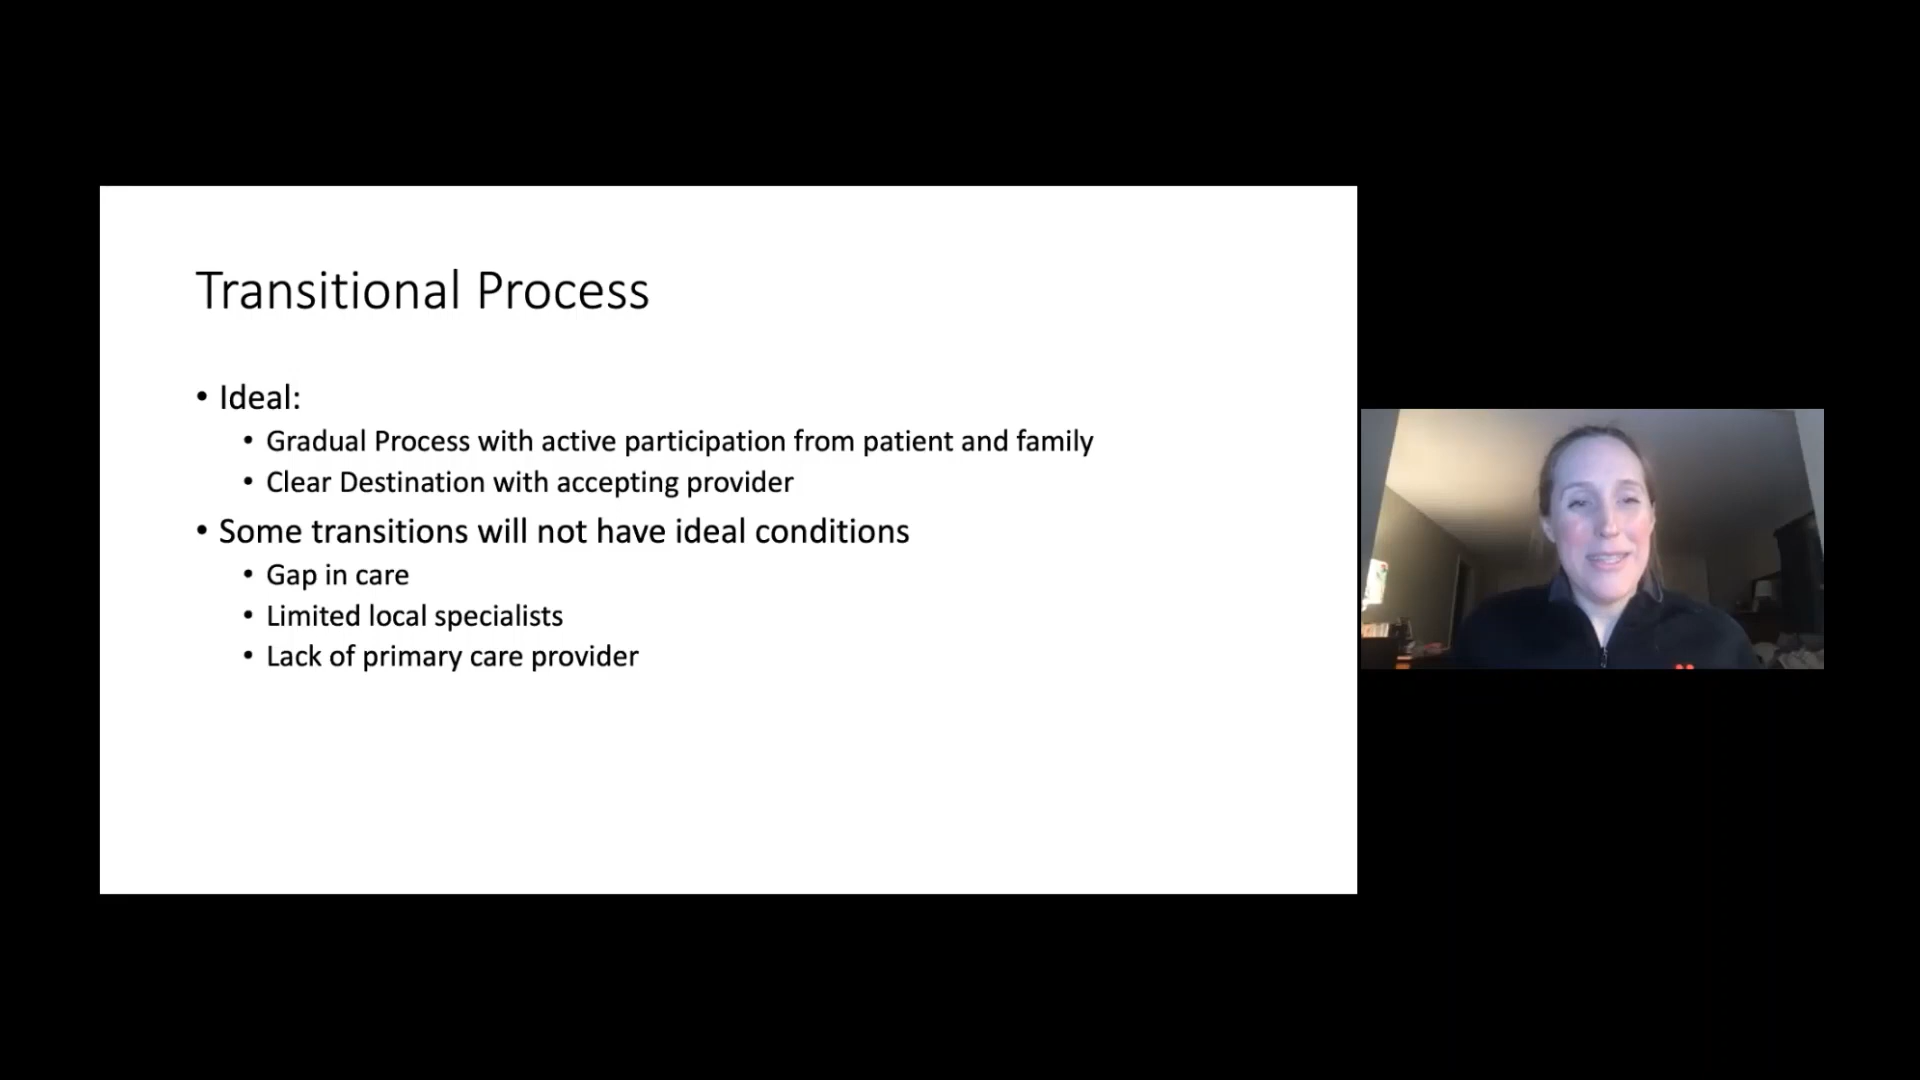 Transitional Process
• Ideal:
• Gradual Process with active participation from patient and family
• Clear Destination with accepting provider
• Some transitions will not have ideal conditions
• Gap in care
• Limited local specialists
• Lack of primary care provider